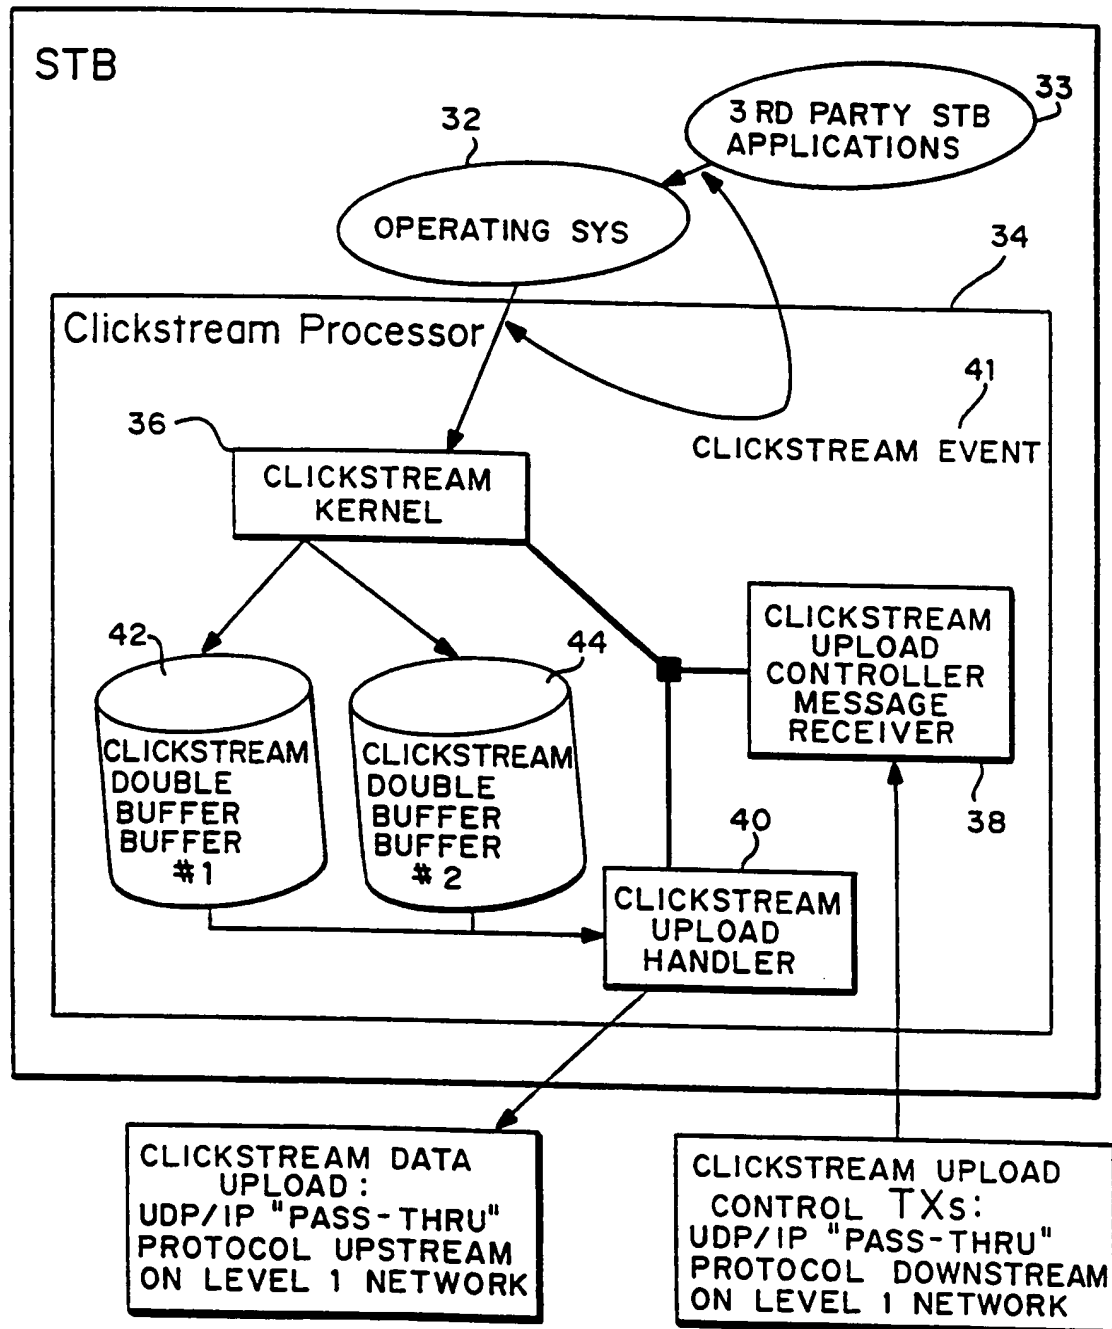 STB
33
3RD PARTY STB
APPLICATIONS
32
OPERATING SYS
34
Clickstream Processor
41
CLICKSTREAM EVENT
36
CLICKSTREAM
KERNEL
42
CLICKSTREAM
DOUBLE
BUFFER
BUFFER
#1
44
CLICKSTREAM
DOUBLE
BUFFER
BUFFER
#2
CLICKSTREAM
UPLOAD
CONTROLLER
MESSAGE
RECEIVER
38
40
CLICKSTREAM
UPLOAD
HANDLER
CLICKSTREAM DATA
UPLOAD:
UDP/IP "PASS-THRU"
PROTOCOL UPSTREAM
ON LEVEL 1 NETWORK
CLICKSTREAM UPLOAD
CONTROL TXs:
UDP/IP "PASS-THRU"
PROTOCOL DOWNSTREAM
ON LEVEL 1 NETWORK